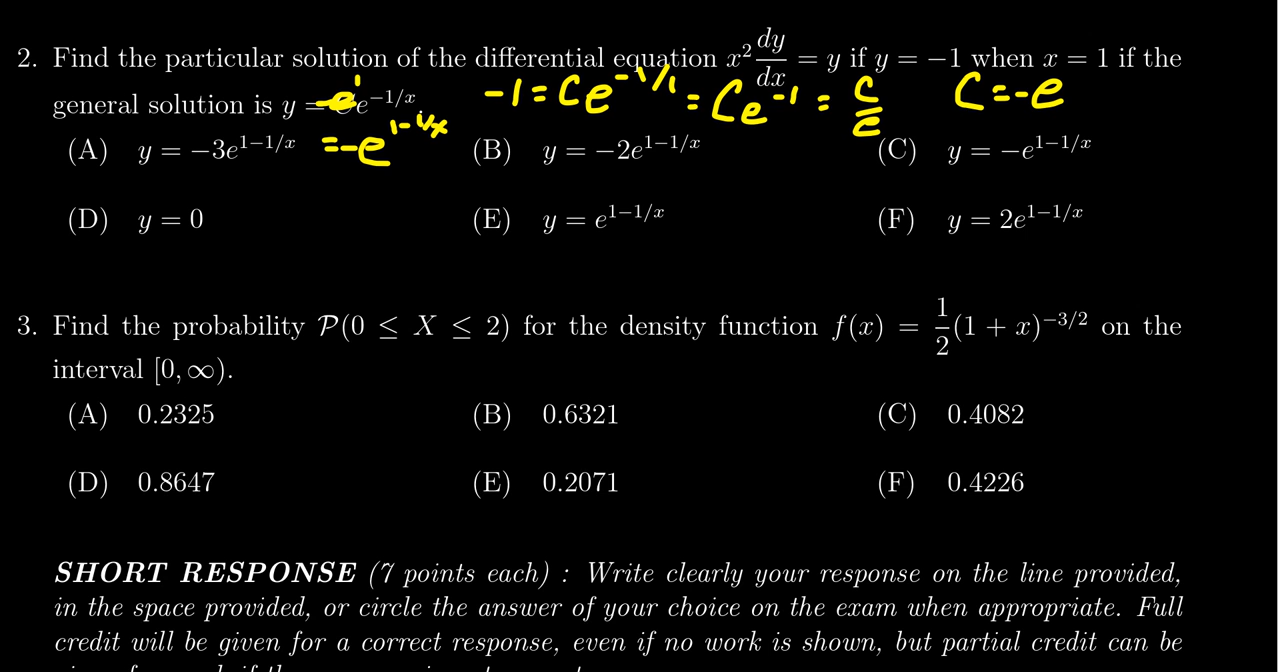 2. Find the particular solution of the differential equation x² dy/dx = y if y = −1 when x = 1 if the
general solution is y = -e¹ e^{−1/x}. -1 = Ce^{-1/1} = Ce^{-1} = C/e C = -e
= -e^{1-1/x}
(A) y = −3e^{1−1/x} (B) y = −2e^{1−1/x} (C) y = −e^{1−1/x}
(D) y = 0 (E) y = e^{1−1/x} (F) y = 2e^{1−1/x}
3. Find the probability 𝒫(0 ≤ X ≤ 2) for the density function f(x) = 1/2 (1 + x)^{−3/2} on the
interval [0, ∞).
(A) 0.2325 (B) 0.6321 (C) 0.4082
(D) 0.8647 (E) 0.2071 (F) 0.4226
SHORT RESPONSE (7 points each) : Write clearly your response on the line provided,
in the space provided, or circle the answer of your choice on the exam when appropriate. Full
credit will be given for a correct response, even if no work is shown, but partial credit can be